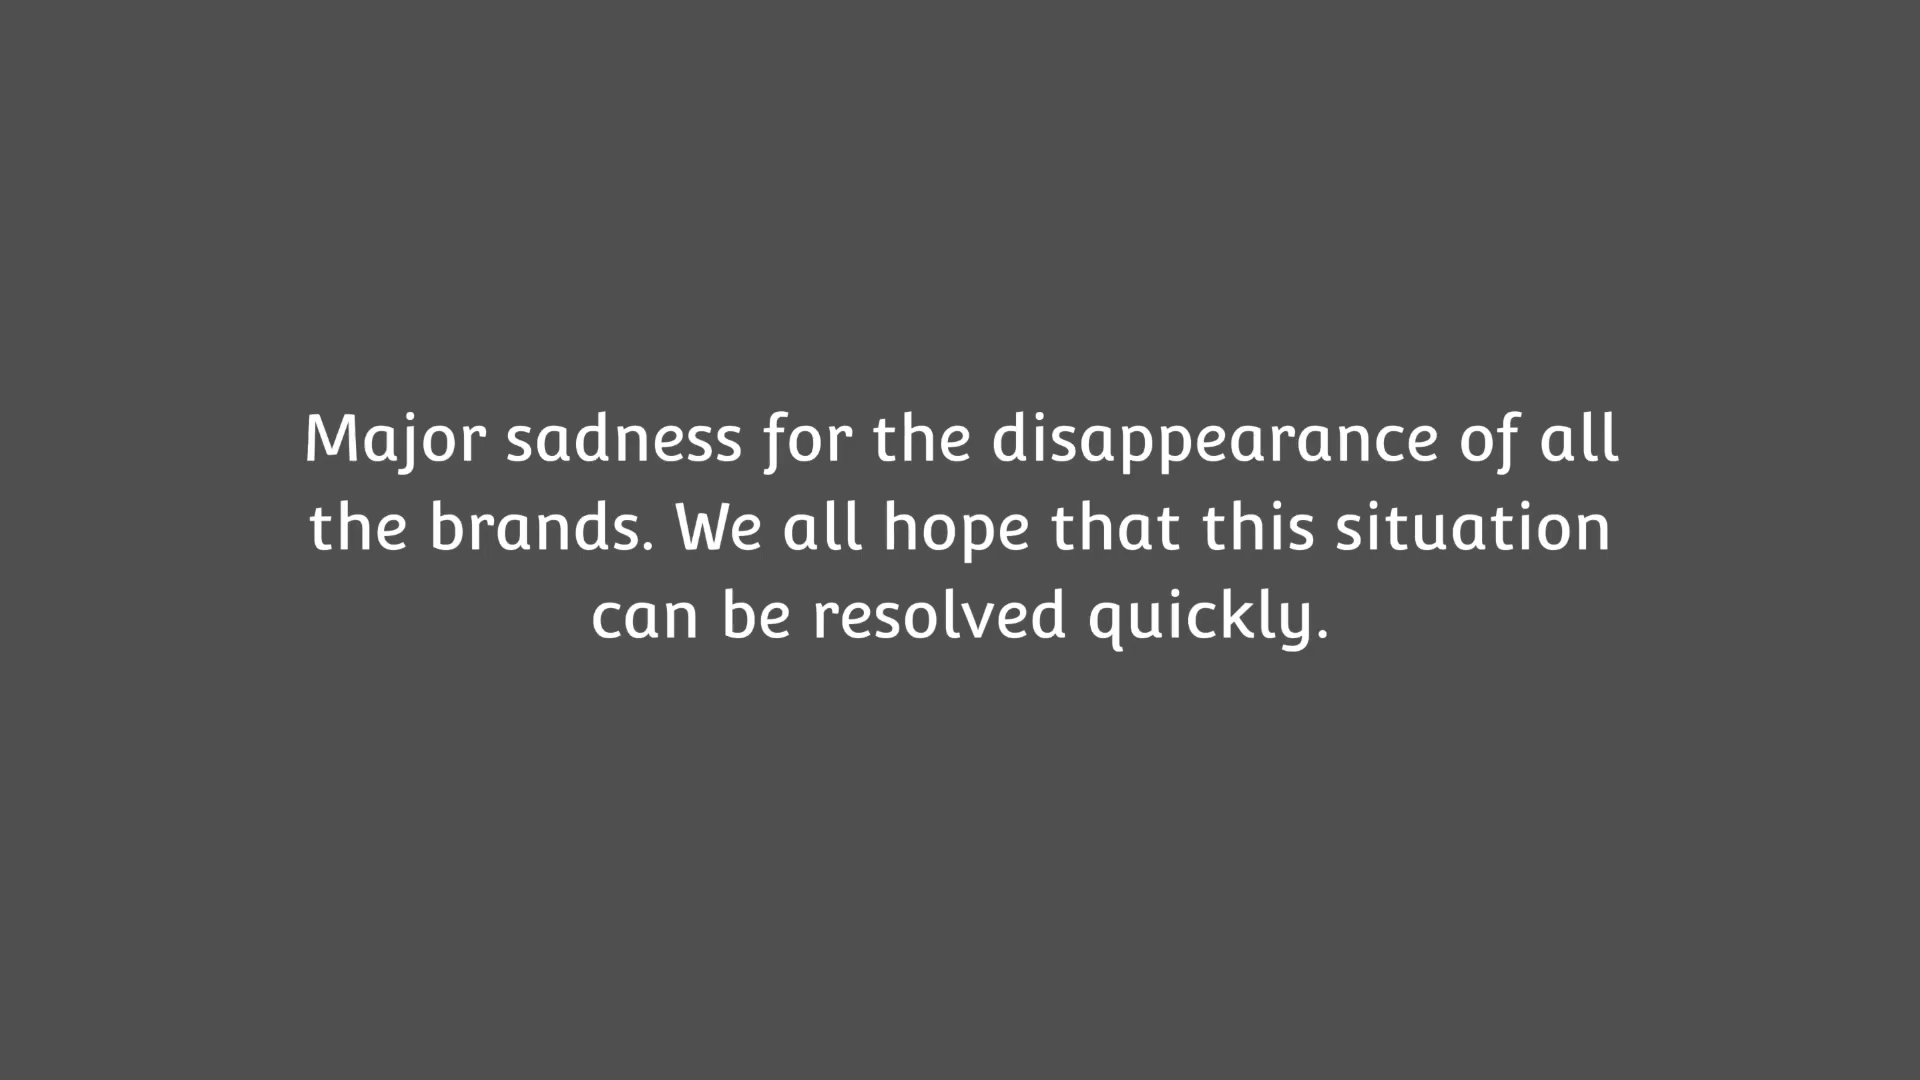 Major sadness for the disappearance of all
the brands. We all hope that this situation
can be resolved quickly.